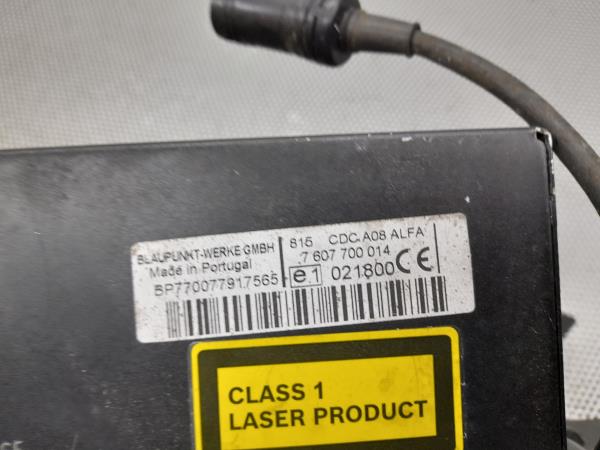 BLAUPUNKT-WERKE GMBH
Made in Portugal
BP770077917565
815 CDC A08 ALFA
7 607 700 014
e1 021800 CE
CLASS 1
LASER PRODUCT